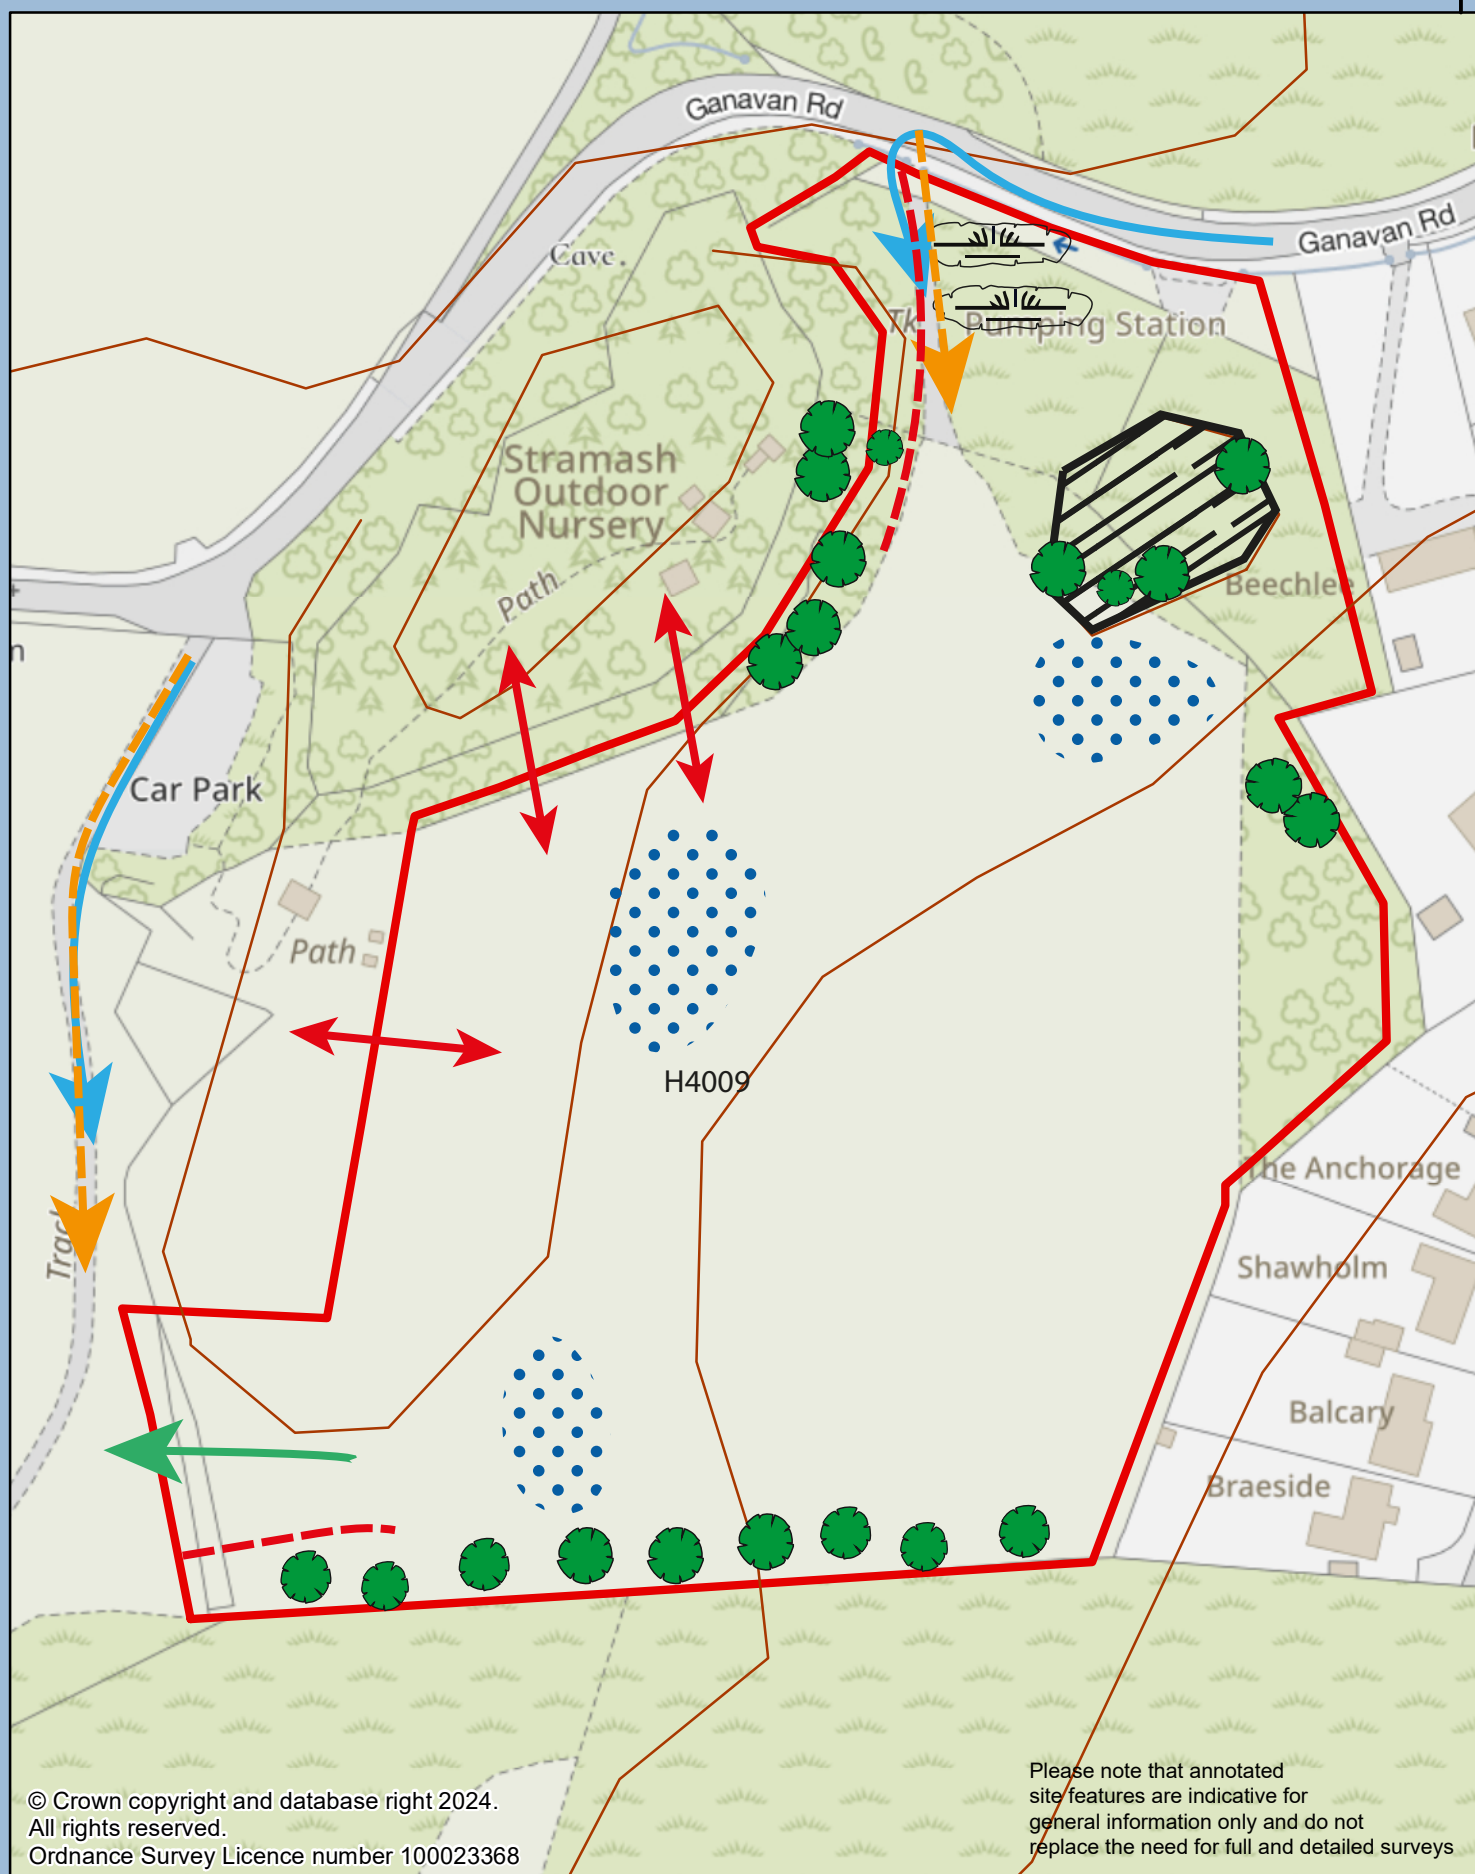 Ganavan Rd
Ganavan Rd
Cave
Tk
Pumping Station
Stramash
Outdoor
Nursery
Path
Beechlee
n
Car Park
Path
H4009
The Anchorage
Track
Shawholm
Balcary
Braeside
© Crown copyright and database right 2024.
All rights reserved.
Ordnance Survey Licence number 100023368
Please note that annotated
site features are indicative for
general information only and do not
replace the need for full and detailed surveys